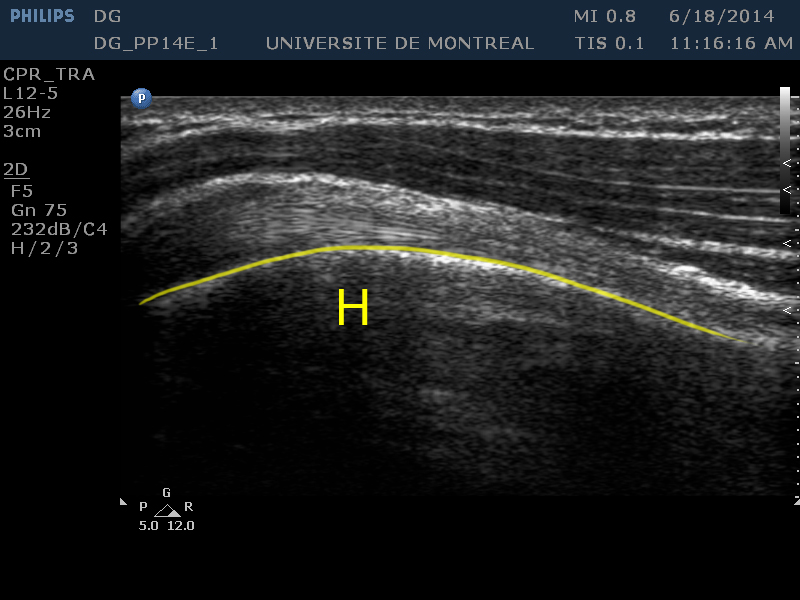 PHILIPS DG MI 0.8 6/18/2014
DG_PP14E_1 UNIVERSITE DE MONTREAL TIS 0.1 11:16:16 AM
CPR_TRA
L12-5
26Hz
3cm
P
2D
F5
Gn 75
232dB/C4
H/2/3
H
G
P R
5.0 12.0